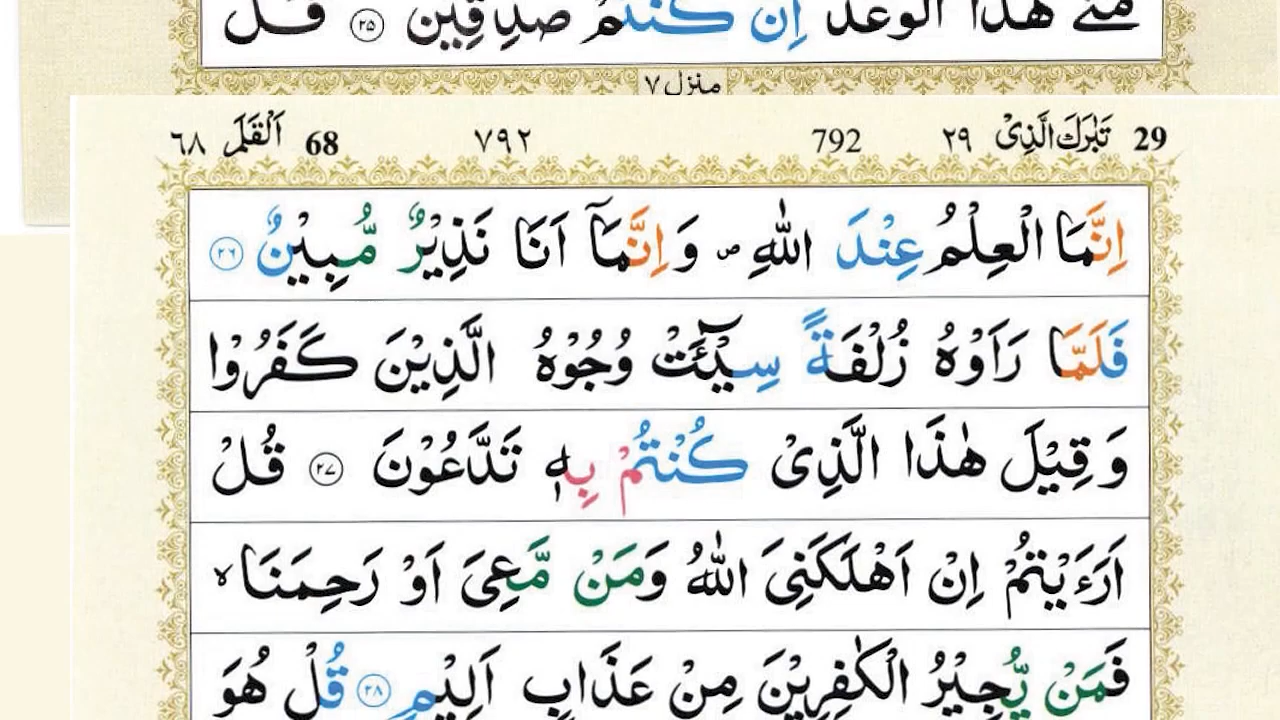 متٰى هٰذَا الۡوَعۡدُ اِنۡ كُنۡتُمۡ صٰدِقِيۡنَ ٢٥ قُلۡ
منزل ٧
29 تَبٰرَكَ الَّذِىۡ ٢٩ 792 ٧٩٢ 68 اَلۡقَلَمۡ ٦٨
اِنَّمَا الۡعِلۡمُ عِنۡدَ اللّٰهِ ص وَاِنَّمَاۤ اَنَا نَذِيۡرٌ مُّبِيۡنٌ ٢٦
فَلَمَّا رَاَوۡهُ زُلۡفَةً سِيۡٓئَتۡ وُجُوۡهُ الَّذِيۡنَ كَفَرُوۡا
وَقِيۡلَ هٰذَا الَّذِىۡ كُنۡتُمۡ بِهٖ تَدَّعُوۡنَ ٢٧ قُلۡ
اَرَءَيۡتُمۡ اِنۡ اَهۡلَكَنِىَ اللّٰهُ وَمَنۡ مَّعِىَ اَوۡ رَحِمَنَا ۙ
فَمَنۡ يُّجِيۡرُ الۡكٰفِرِيۡنَ مِنۡ عَذَابٍ اَلِيۡمٍ ٢٨ قُلۡ هُوَ